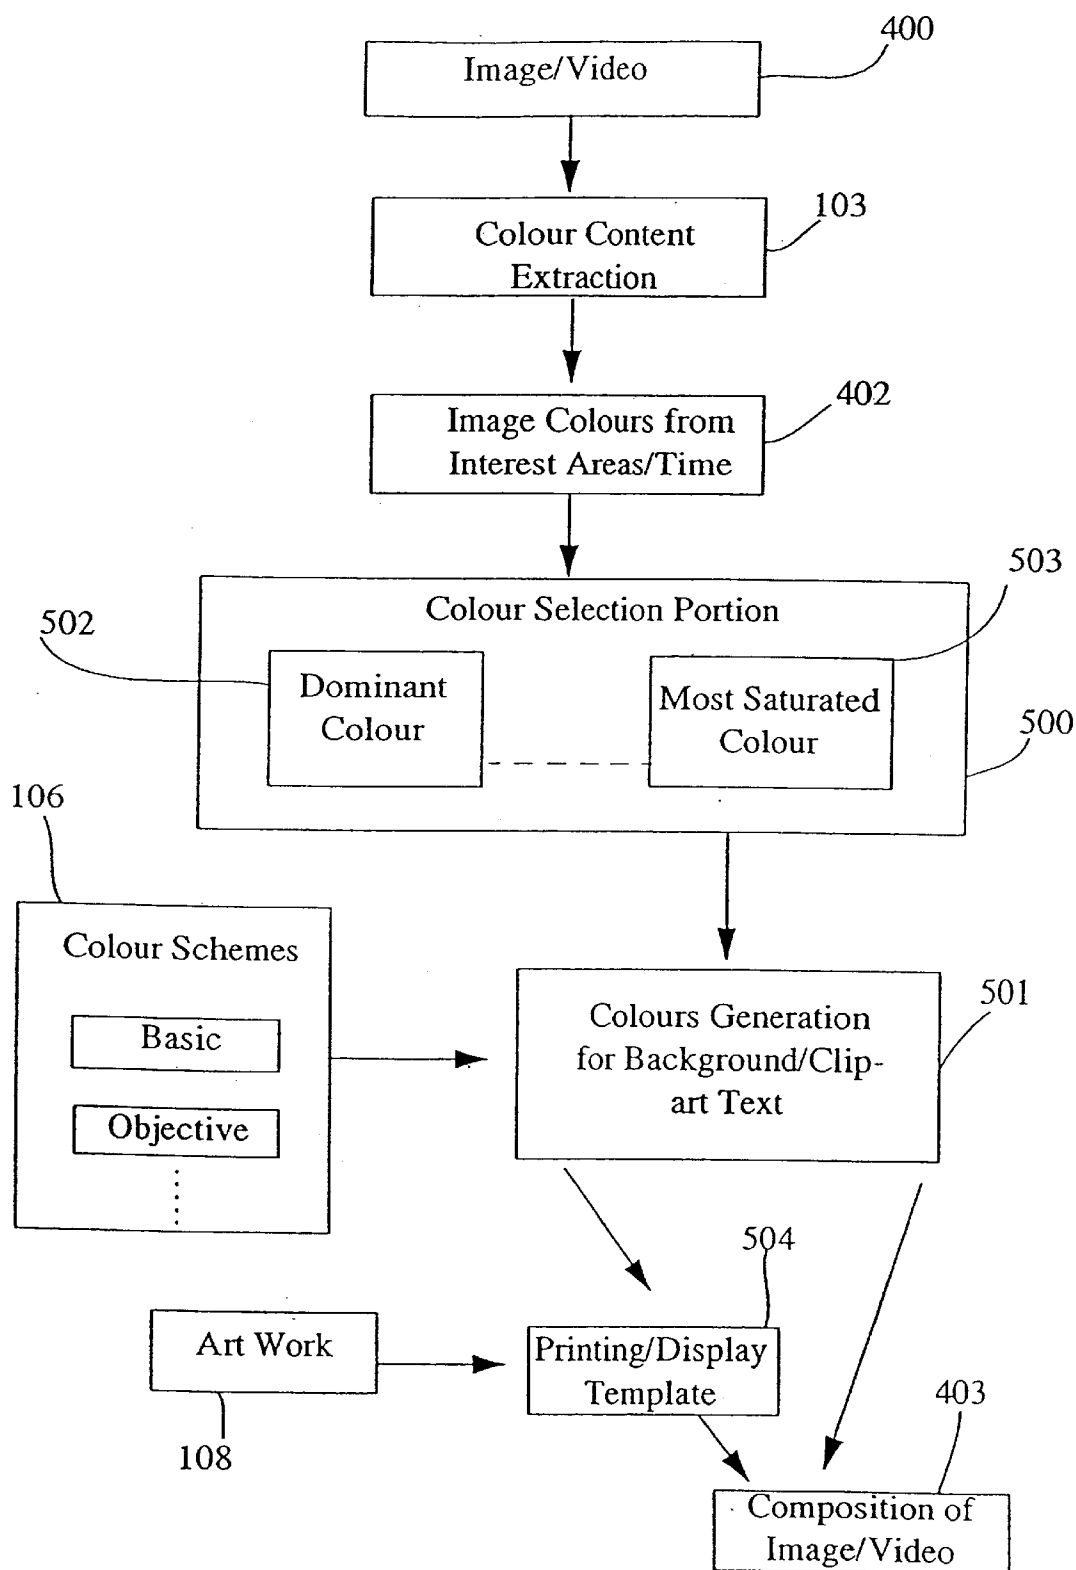 400
Image/Video
103
Colour Content
Extraction
402
Image Colours from
Interest Areas/Time
503
Colour Selection Portion
502
Dominant
Colour
Most Saturated
Colour
500
106
Colour Schemes
Basic
Objective
501
Colours Generation
for Background/Clip-
art Text
504
Art Work
108
Printing/Display
Template
403
Composition of
Image/Video